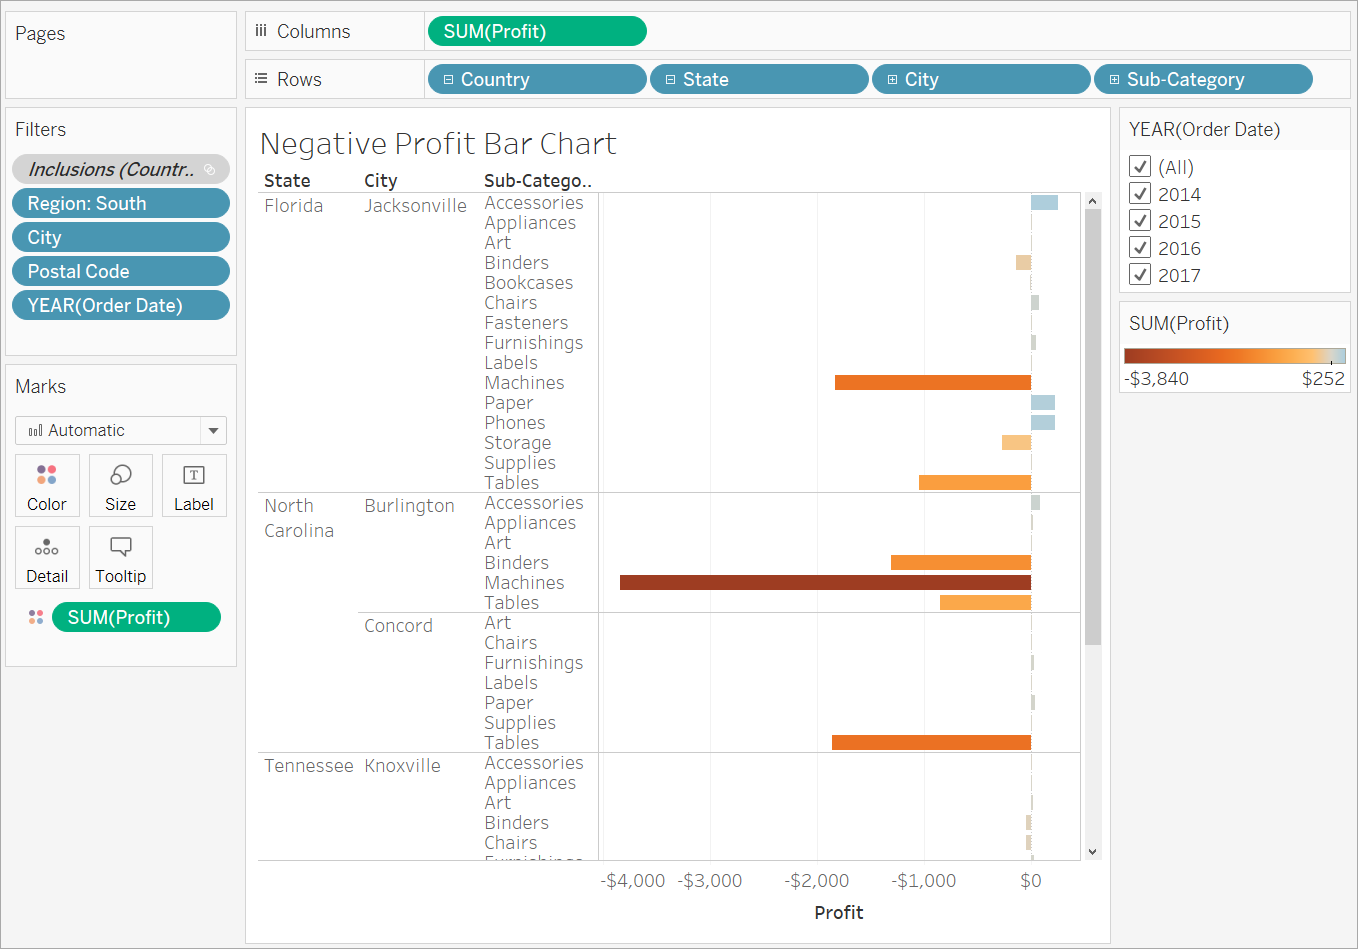 Pages
Columns
SUM(Profit)
Rows
Country
State
City
Sub-Category
Filters
Inclusions (Countr..
Region: South
City
Postal Code
YEAR(Order Date)
Marks
Automatic
Color
Size
Label
Detail
Tooltip
SUM(Profit)
Negative Profit Bar Chart
State City Sub-Catego..
Florida Jacksonville Accessories
Appliances
Art
Binders
Bookcases
Chairs
Fasteners
Furnishings
Labels
Machines
Paper
Phones
Storage
Supplies
Tables
North Carolina Burlington Accessories
Appliances
Art
Binders
Machines
Tables
Concord Art
Chairs
Furnishings
Labels
Paper
Supplies
Tables
Tennessee Knoxville Accessories
Appliances
Art
Binders
Chairs
Furnishings
-$4,000 -$3,000 -$2,000 -$1,000 $0
Profit
YEAR(Order Date)
(All)
2014
2015
2016
2017
SUM(Profit)
-$3,840 $252